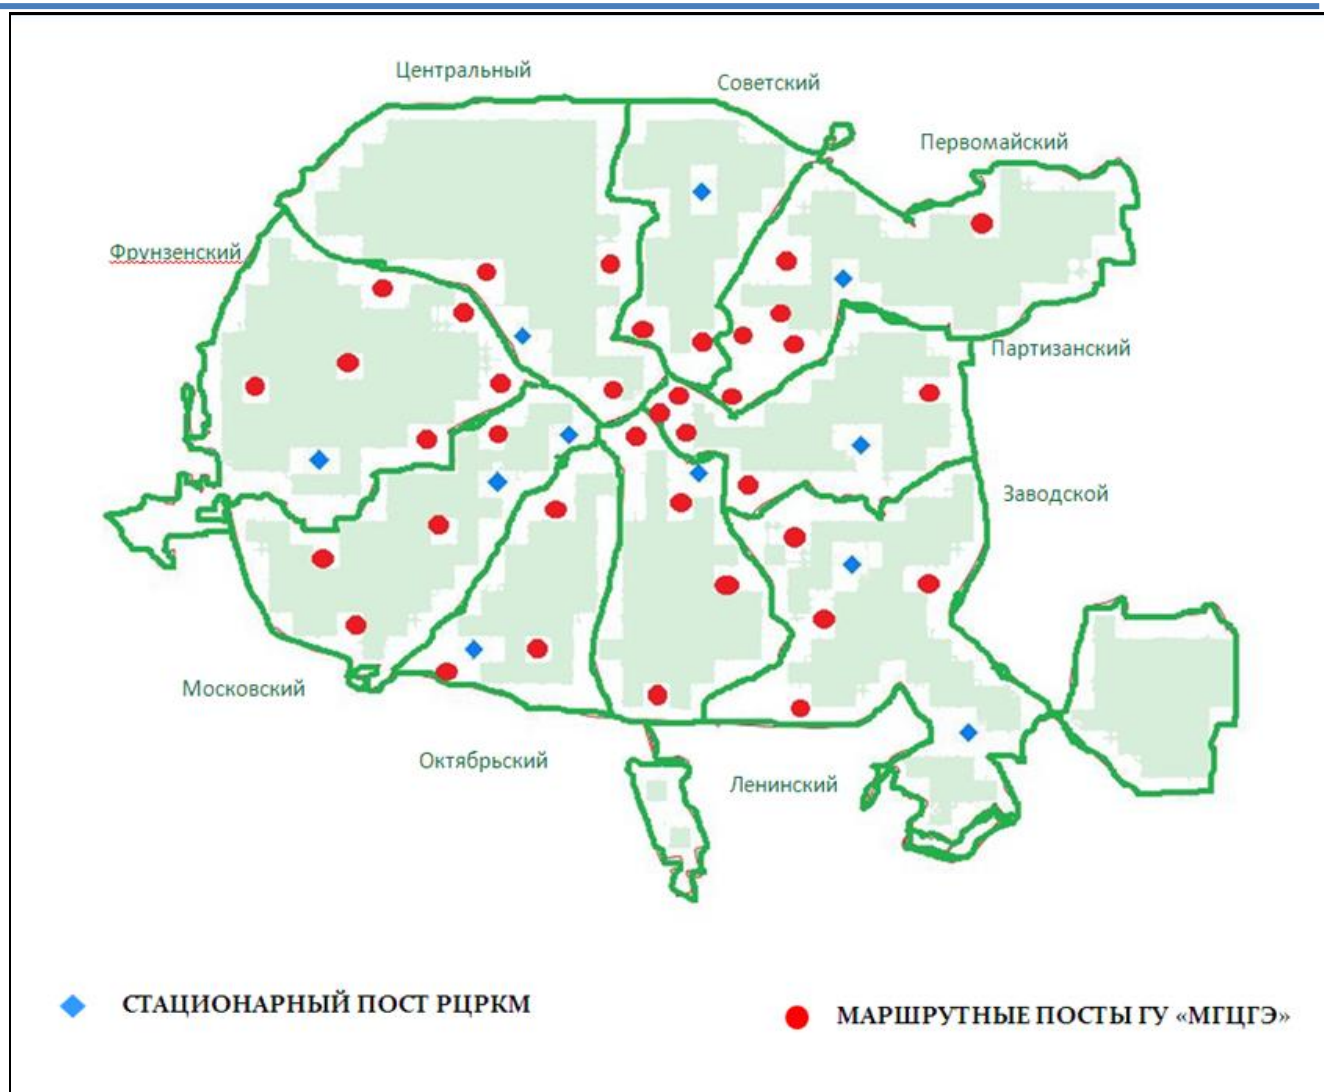 Центральный
Советский
Первомайский
Фрунзенский
Партизанский
Заводской
Московский
Октябрьский
Ленинский
СТАЦИОНАРНЫЙ ПОСТ РЦРКМ
МАРШРУТНЫЕ ПОСТЫ ГУ «МГЦГЭ»